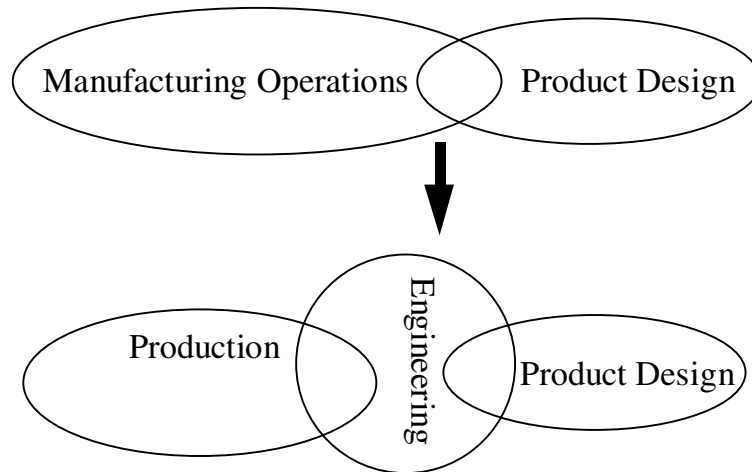 Manufacturing Operations
Product Design
Production
Engineering
Product Design